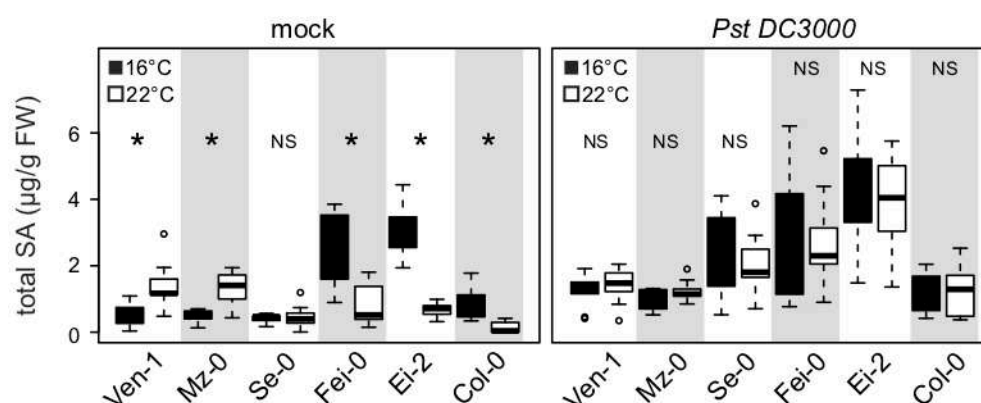 mock
Pst DC3000
16°C
22°C
* * NS * * *
16°C
22°C
NS NS NS NS NS NS
total SA (µg/g FW)
6
4
2
0
Ven-1 Mz-0 Se-0 Fei-0 Ei-2 Col-0
Ven-1 Mz-0 Se-0 Fei-0 Ei-2 Col-0